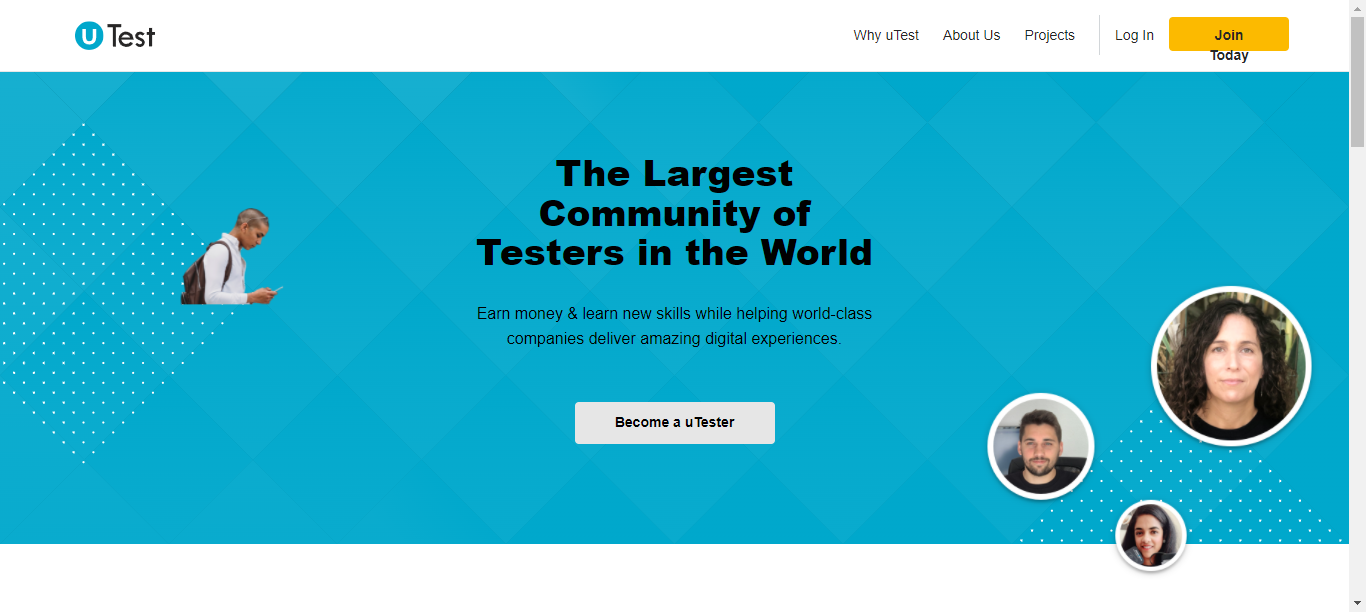 uTest
Why uTest
About Us
Projects
Log In
Join
Today
The Largest
Community of
Testers in the World
Earn money & learn new skills while helping world-class
companies deliver amazing digital experiences.
Become a uTester